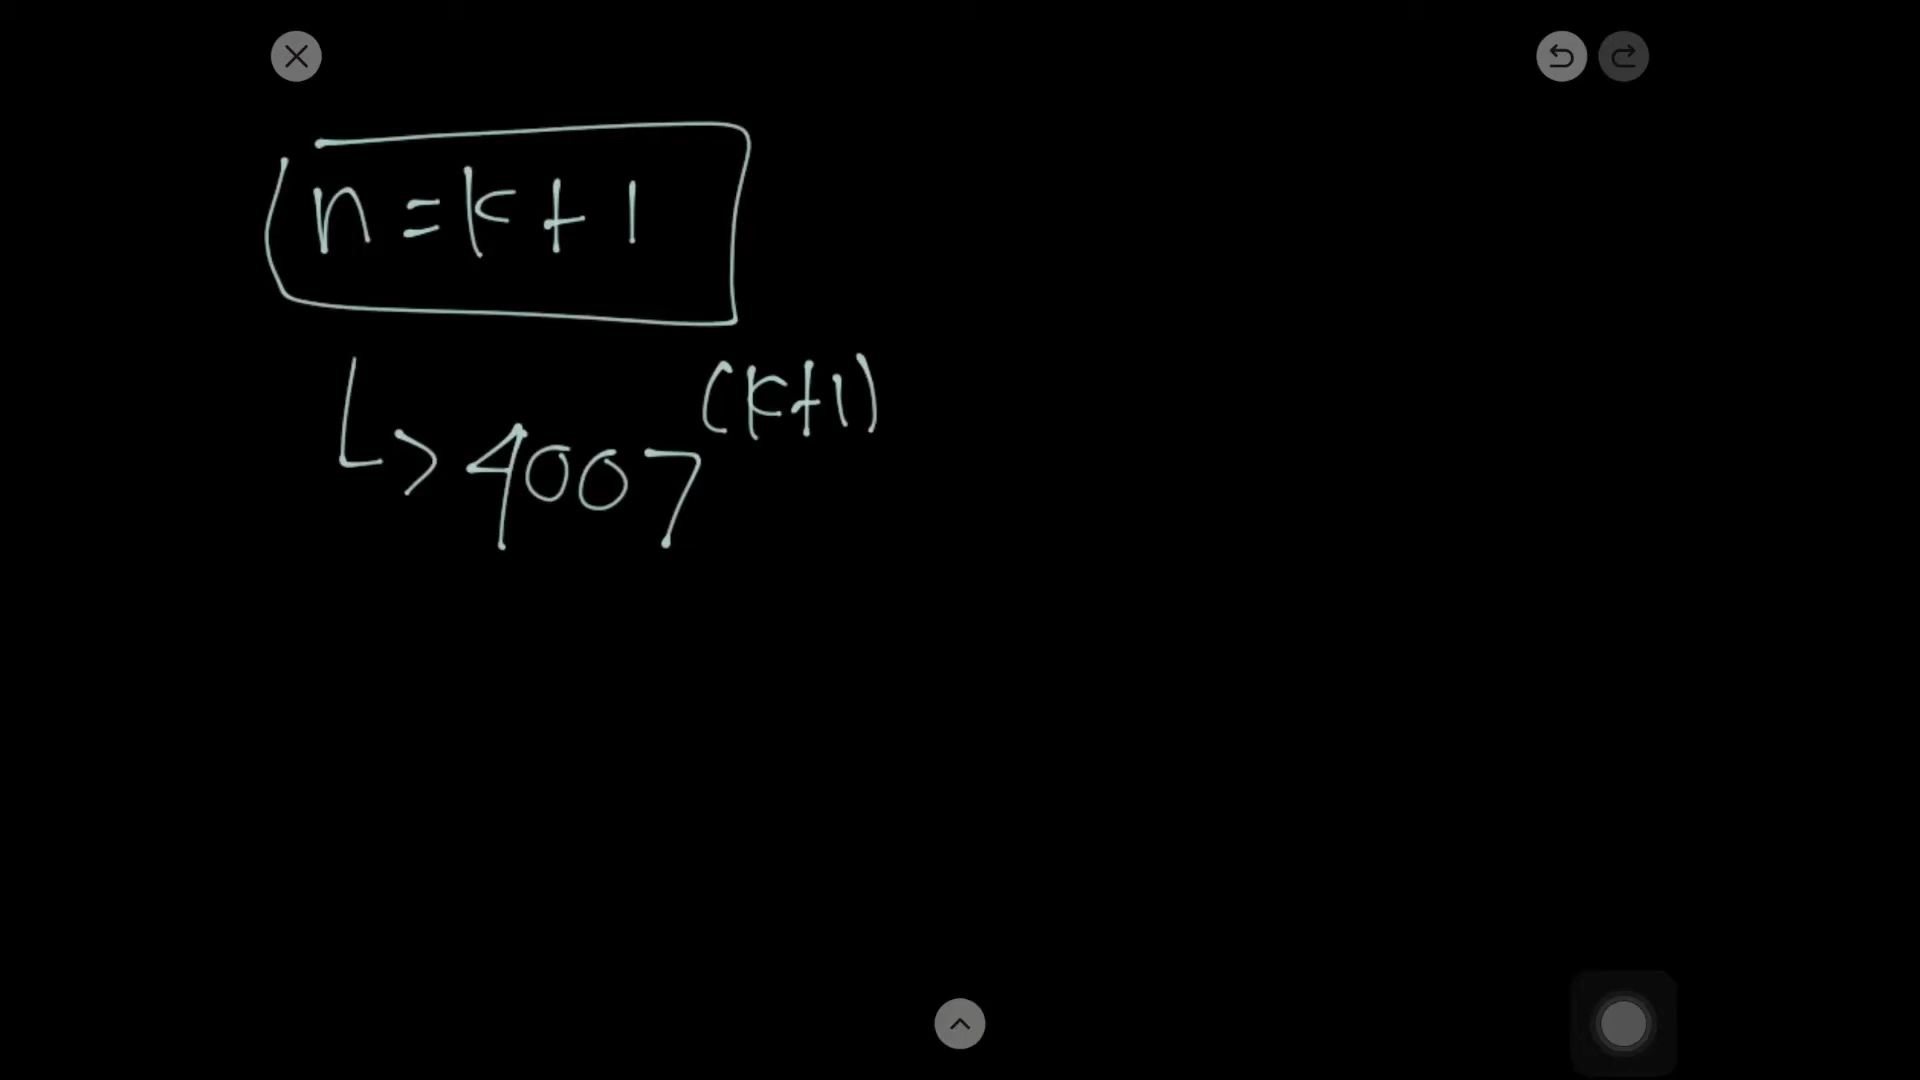 n = k + 1
↳ 4007^(k+1)